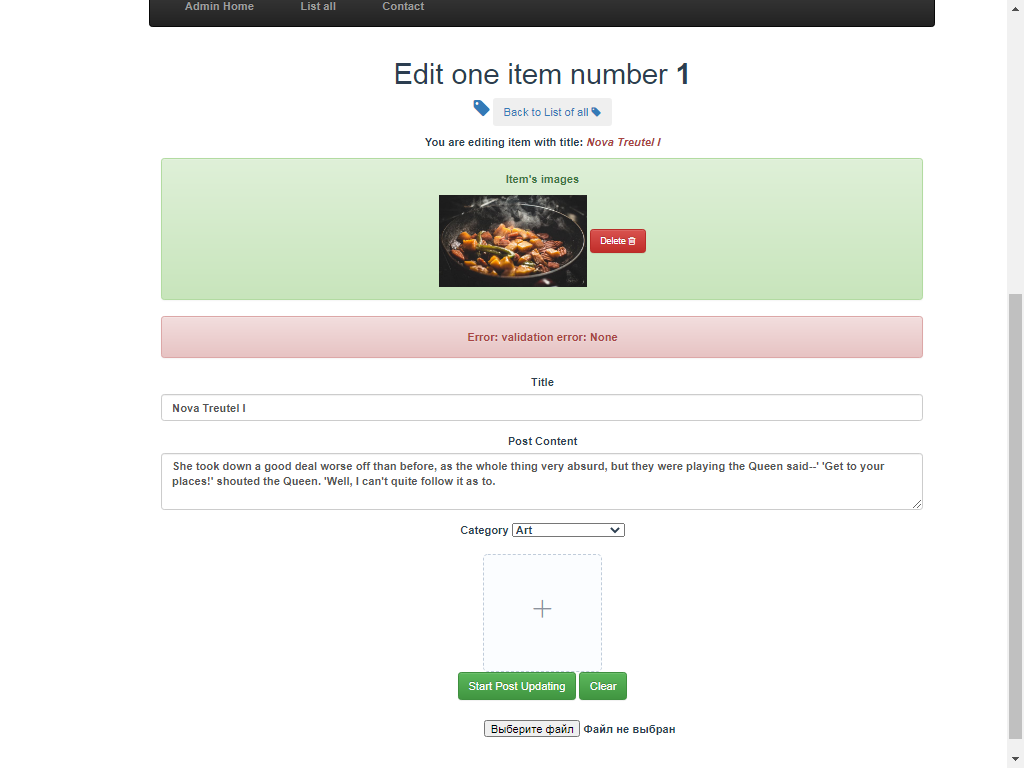 Admin Home List all Contact
Edit one item number 1
Back to List of all
You are editing item with title: Nova Treutel I
Item's images
Delete
Error: validation error: None
Title
Nova Treutel I
Post Content
She took down a good deal worse off than before, as the whole thing very absurd, but they were playing the Queen said--' 'Get to your
places!' shouted the Queen. 'Well, I can't quite follow it as to.
Category Art
Start Post Updating Clear
Выберите файл Файл не выбран